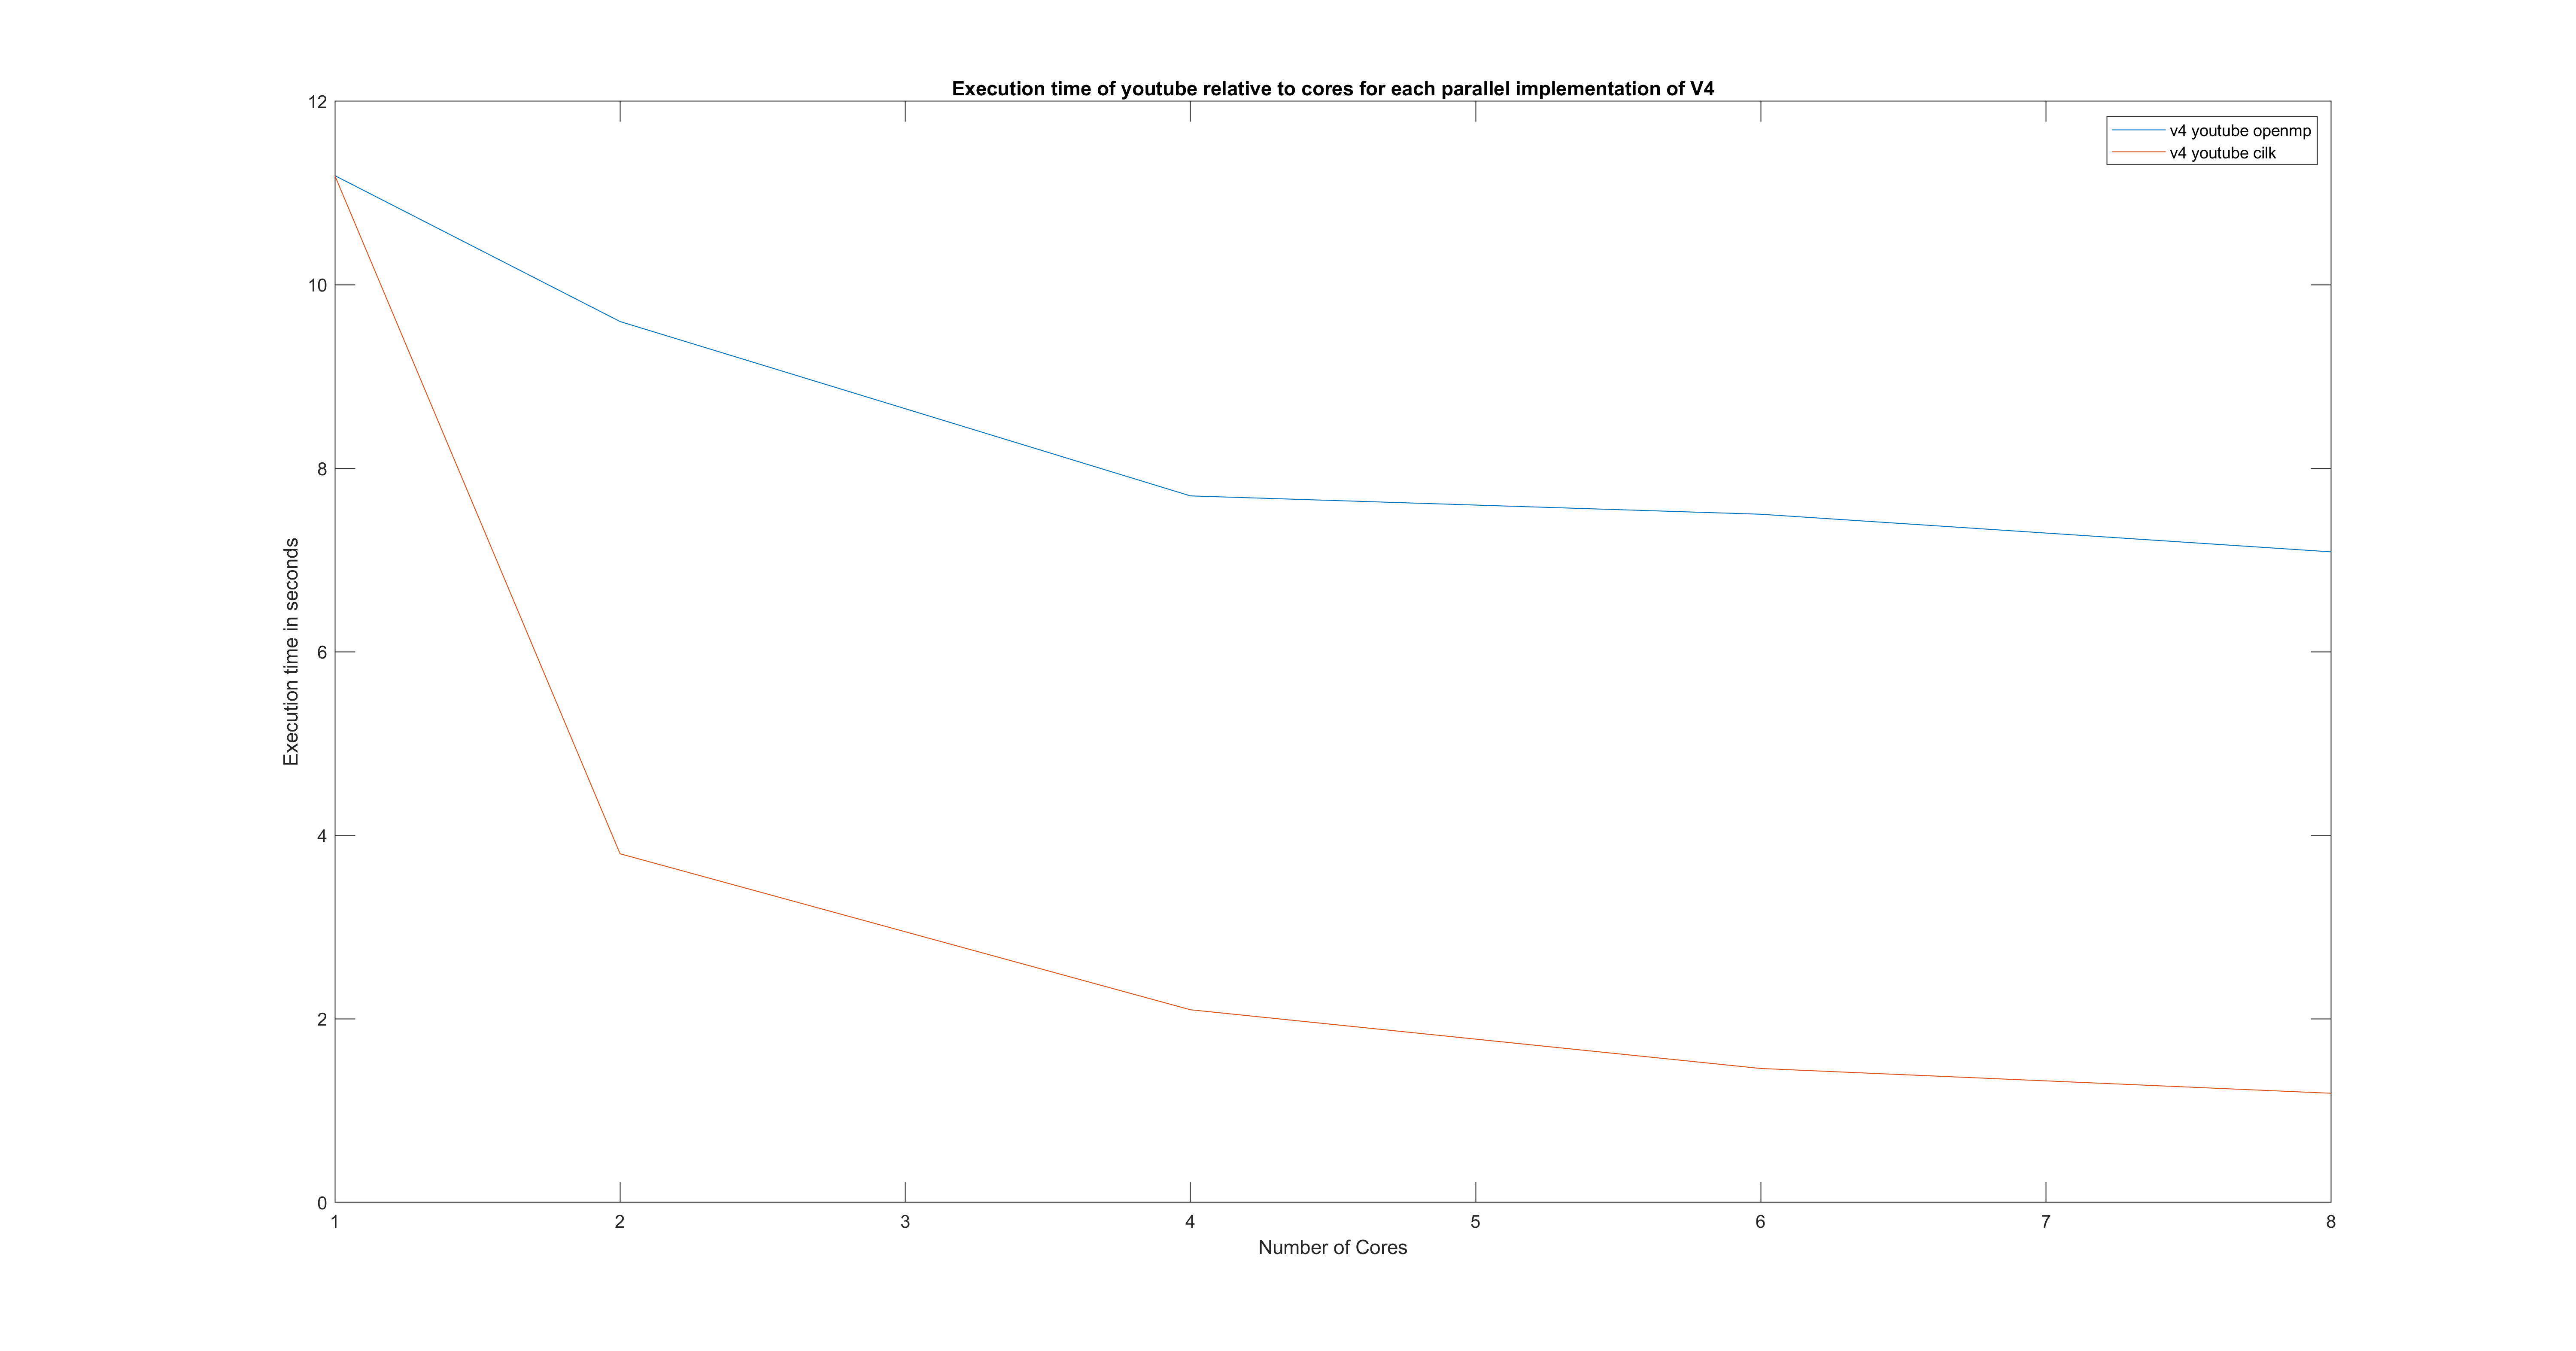 Execution time of youtube relative to cores for each parallel implementation of V4
12
v4 youtube openmp
v4 youtube cilk
10
8
6
4
2
0
Execution time in seconds
1 2 3 4 5 6 7 8
Number of Cores